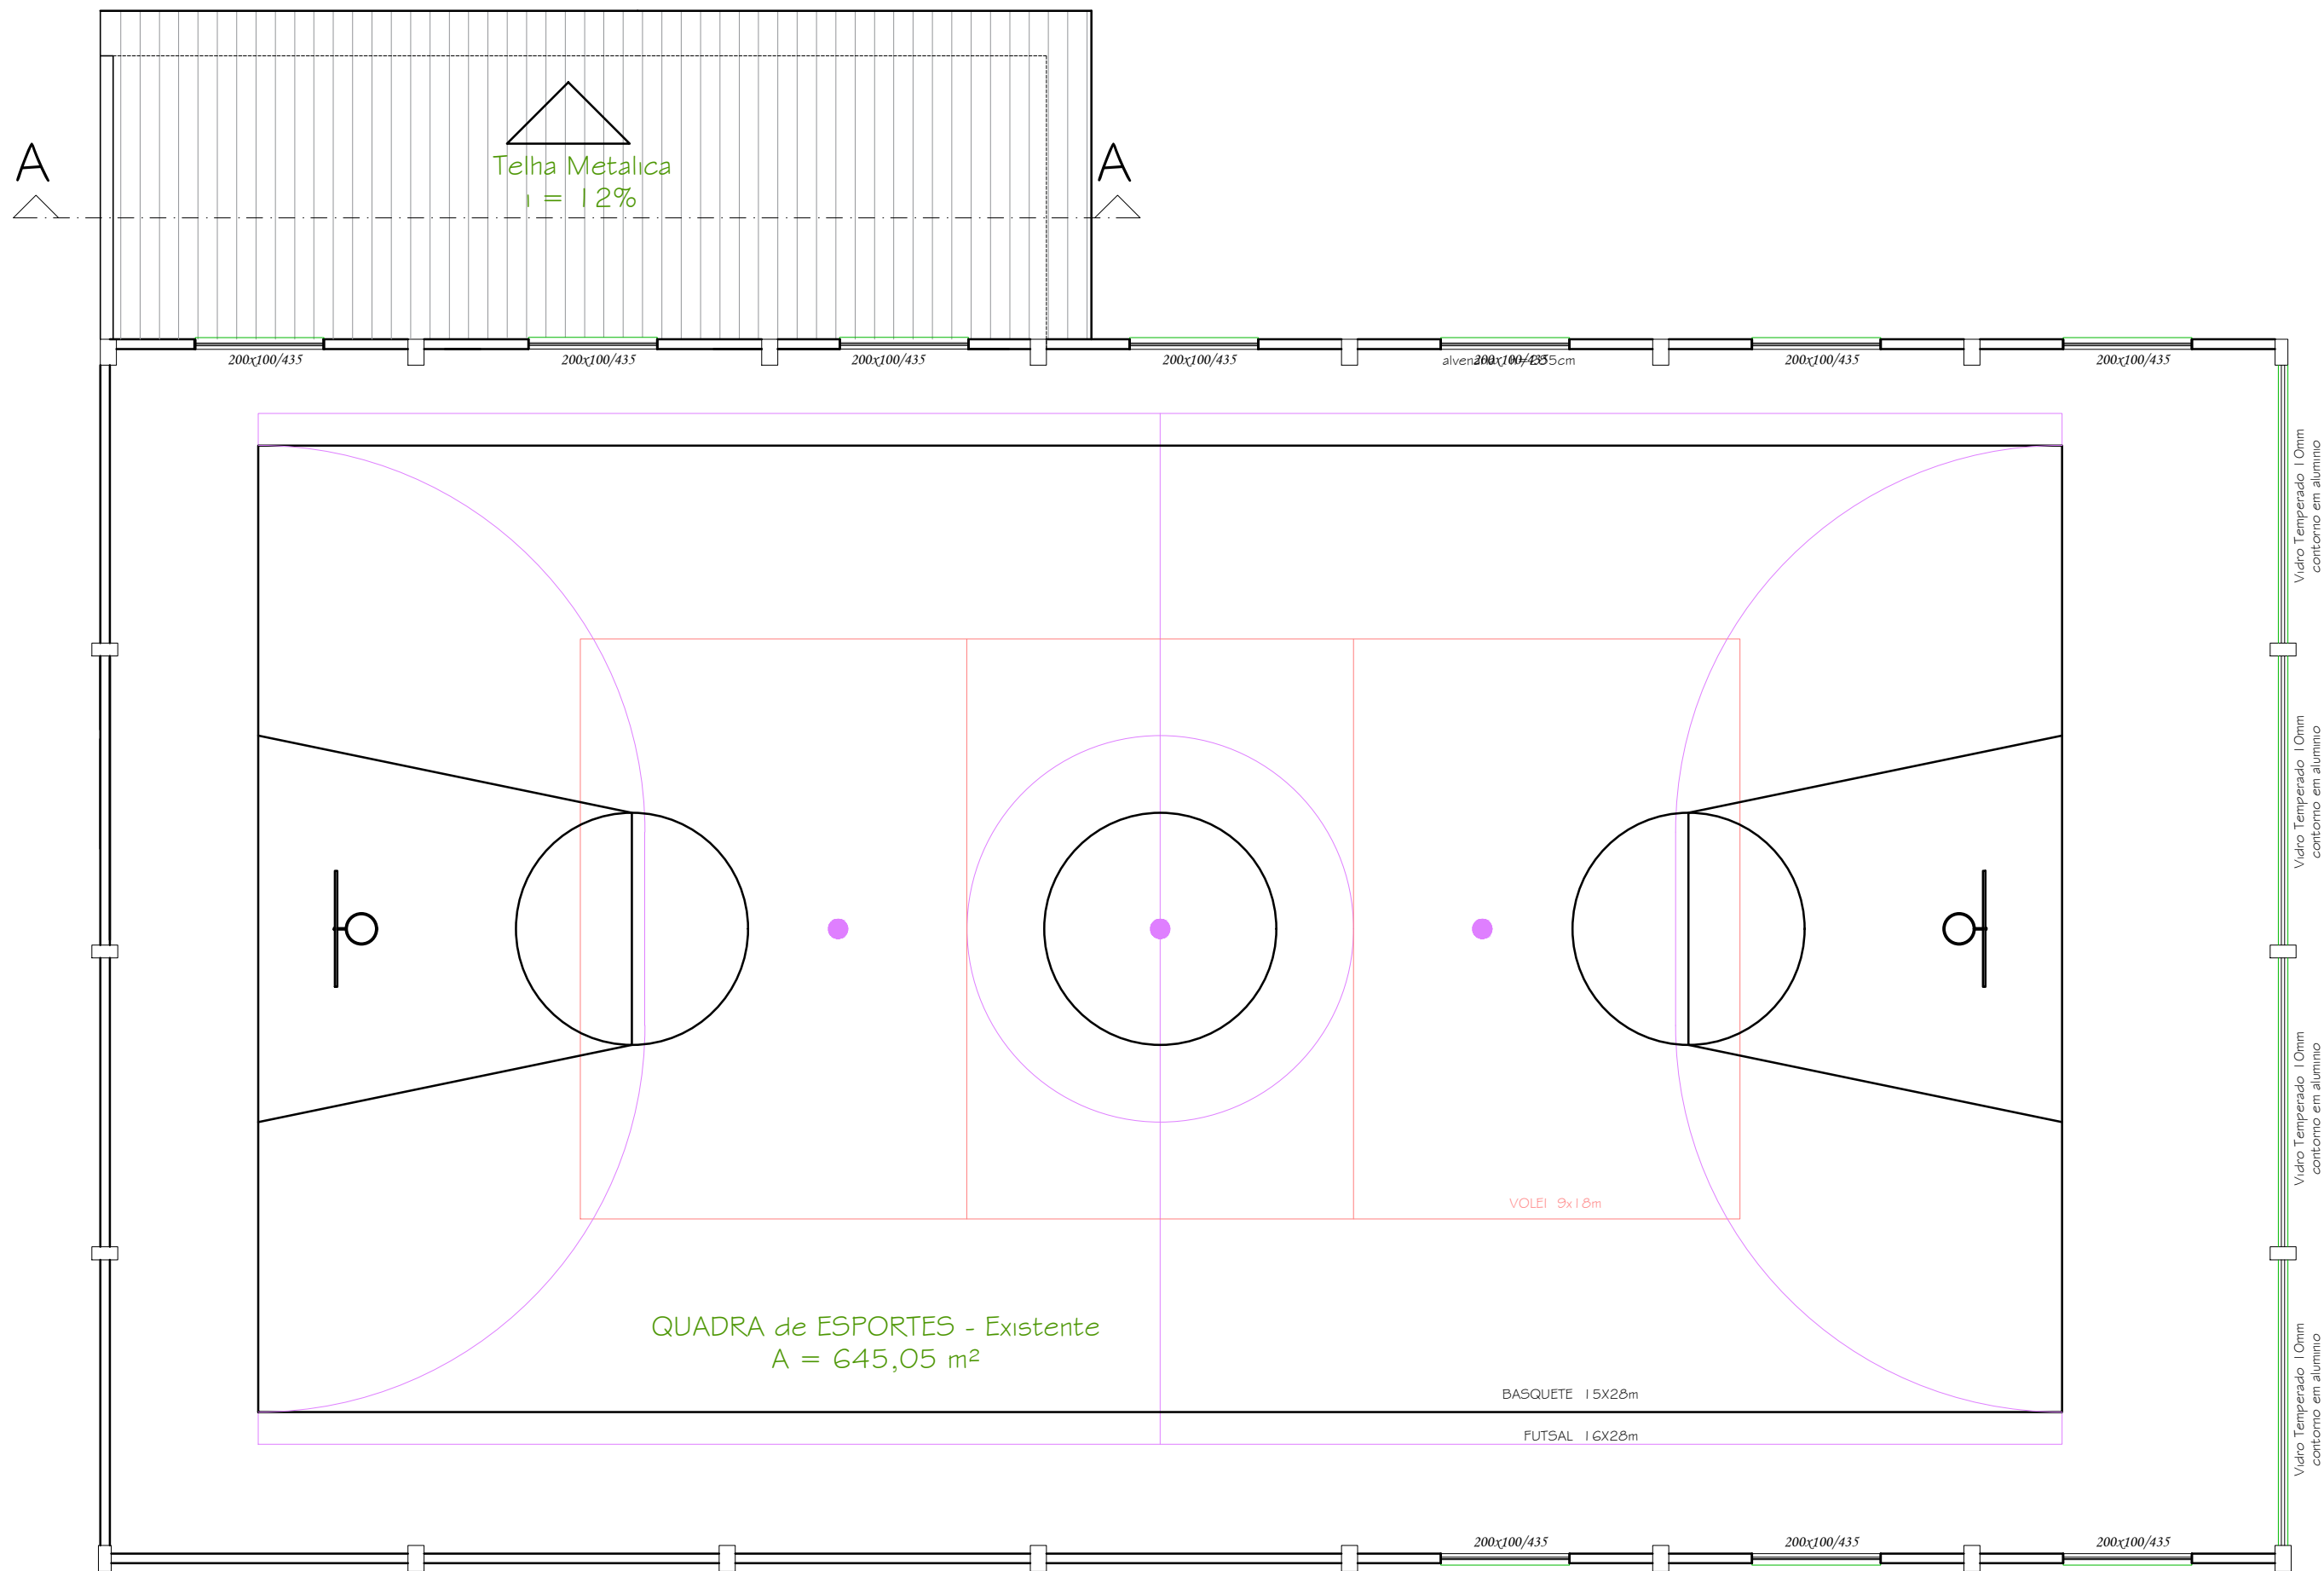 A
A
Telha Metalica
i = 12%
200x100/435
200x100/435
200x100/435
200x100/435
200x100/435
200x100/435
200x100/435
Vidro Temperado 10mm
contorno em aluminio
Vidro Temperado 10mm
contorno em aluminio
Vidro Temperado 10mm
contorno em aluminio
Vidro Temperado 10mm
contorno em aluminio
VOLEI 9x18m
QUADRA de ESPORTES - Existente
A = 645,05 m²
BASQUETE 15X28m
FUTSAL 16X28m
200x100/435
200x100/435
200x100/435